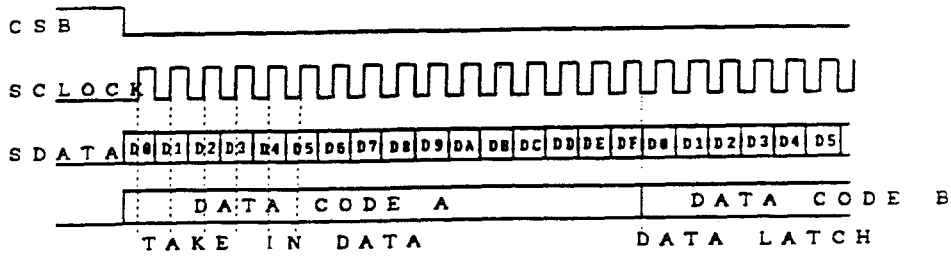 CSB
SCLOCK
SDATA D0 D1 D2 D3 D4 D5 D6 D7 D8 D9 DA DB DC DD DE DF D0 D1 D2 D3 D4 D5
DATA CODE A DATA CODE B
TAKE IN DATA DATA LATCH